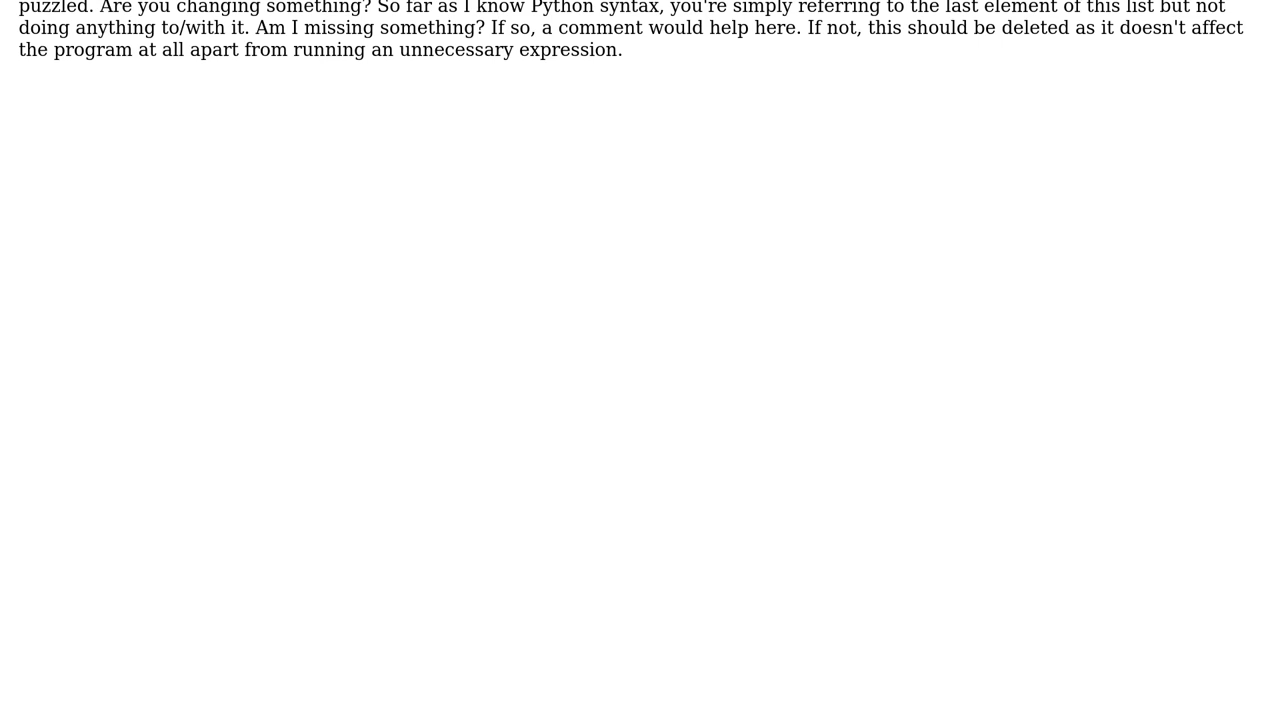 puzzled. Are you changing something? So far as I know Python syntax, you're simply referring to the last element of this list but not
doing anything to/with it. Am I missing something? If so, a comment would help here. If not, this should be deleted as it doesn't affect
the program at all apart from running an unnecessary expression.